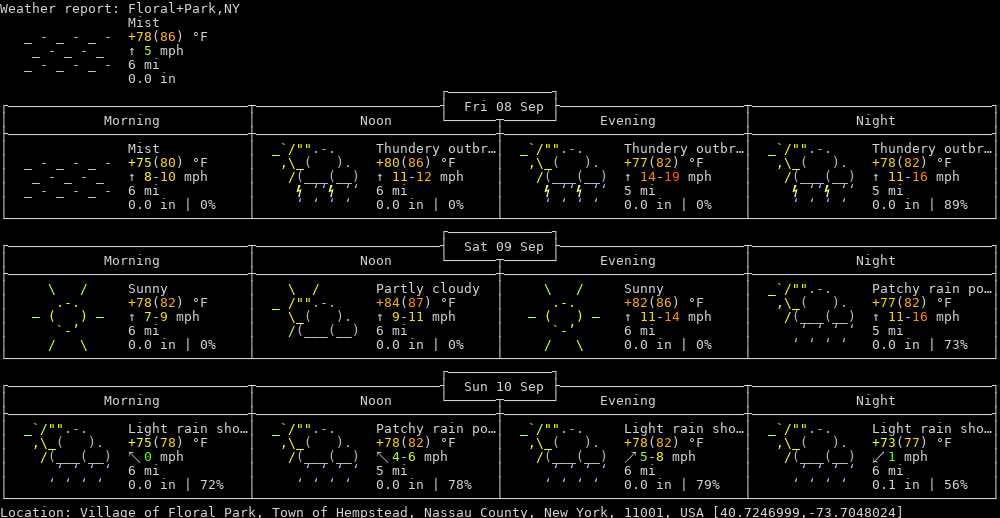 Weather report: Floral+Park,NY
Mist
+78(86) °F
↑ 5 mph
6 mi
0.0 in
Fri 08 Sep
Morning Noon Evening Night
Mist Thundery outbr… Thundery outbr… Thundery outbr…
+75(80) °F +80(86) °F +77(82) °F +78(82) °F
↑ 8-10 mph ↑ 11-12 mph ↑ 14-19 mph ↑ 11-16 mph
6 mi 6 mi 5 mi 5 mi
0.0 in | 0% 0.0 in | 0% 0.0 in | 0% 0.0 in | 89%
Sat 09 Sep
Morning Noon Evening Night
Sunny Partly cloudy Sunny Patchy rain po…
+78(82) °F +84(87) °F +82(86) °F +77(82) °F
↑ 7-9 mph ↑ 9-11 mph ↑ 11-14 mph ↑ 11-16 mph
6 mi 6 mi 6 mi 5 mi
0.0 in | 0% 0.0 in | 0% 0.0 in | 0% 0.0 in | 73%
Sun 10 Sep
Morning Noon Evening Night
Light rain sho… Patchy rain po… Light rain sho… Light rain sho…
+75(78) °F +78(82) °F +78(82) °F +73(77) °F
↖ 0 mph ↖ 4-6 mph ↗ 5-8 mph ↙ 1 mph
6 mi 5 mi 6 mi 6 mi
0.0 in | 72% 0.0 in | 78% 0.0 in | 79% 0.1 in | 56%
Location: Village of Floral Park, Town of Hempstead, Nassau County, New York, 11001, USA [40.7246999,-73.7048024]